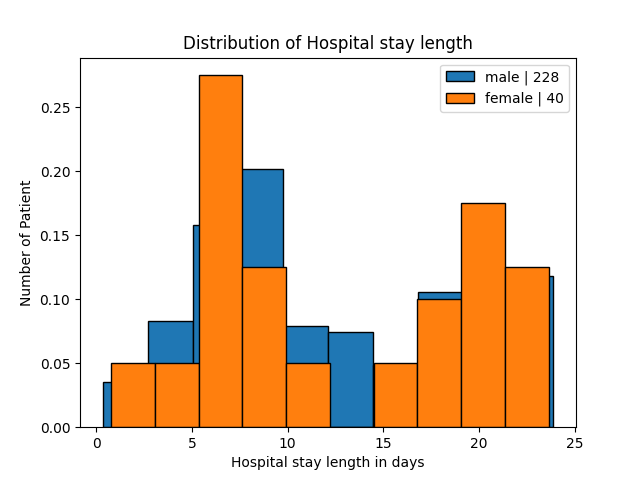 Distribution of Hospital stay length
male | 228
female | 40
Number of Patient
0.25
0.20
0.15
0.10
0.05
0.00
0 5 10 15 20 25
Hospital stay length in days